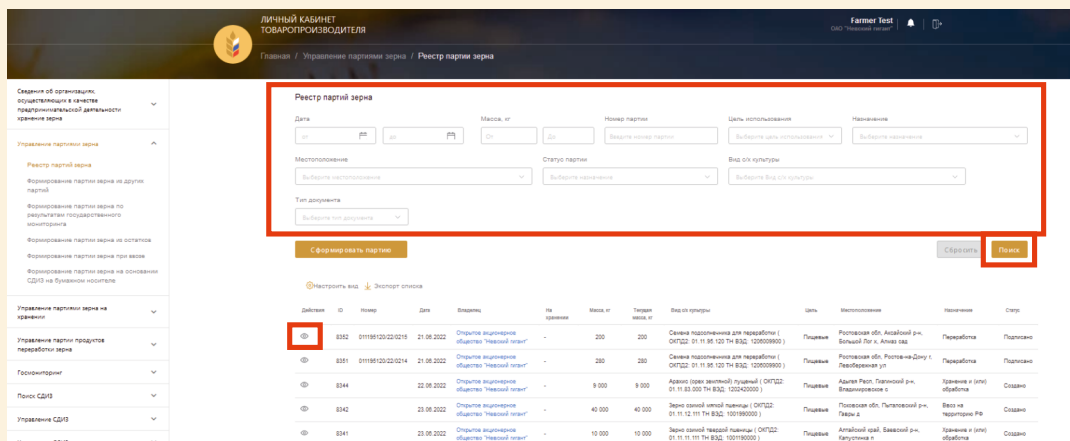 ЛИЧНЫЙ КАБИНЕТ
ТОВАРОПРОИЗВОДИТЕЛЯ
Farmer Test
ОАО "Невский гигант"
Главная / Управление партиями зерна / Реестр партии зерна
Сведения об организациях,
осуществляющих в качестве
предпринимательской деятельности
хранение зерна
Управление партиями зерна
Реестр партий зерна
Формирование партии зерна из других
партий
Формирование партии зерна по
результатам государственного
мониторинга
Формирование партии зерна из остатков
Формирование партии зерна при ввозе
Формирование партии зерна на основании
СДИЗ на бумажном носителе
Управление партиями зерна на
хранении
Управление партии продуктов
переработки зерна
Госмониторинг
Поиск СДИЗ
Управление СДИЗ
Реестр партий зерна
Дата Масса, кг Номер партии Цель использования Назначение
от до От До Введите номер партии Выберите цель использования Выберите назначение
Местоположение Статус партии Вид с/х культуры
Выберите местоположение Выберите назначение Выберите Вид с/х культуры
Тип документа
Выберите тип документа
Сформировать партию Сбросить Поиск
Настроить вид Экспорт списка
Действия ID Номер Дата Владелец На хранении Масса, кг Текущая масса, кг Вид с/х культуры Цель Местоположение Назначение Статус
8352 011195120/22/0215 21.06.2022 Открытое акционерное - 200 200 Семена подсолнечника для переработки ( Пищевые Ростовская обл, Аксайский р-н, Переработка Подписано
общество "Невский гигант" ОКПД2: 01.11.95.120 ТН ВЭД: 1206009900 ) Большой Лог х, Алмаз сад
8351 011195120/22/0214 21.06.2022 Открытое акционерное - 280 280 Семена подсолнечника для переработки ( Пищевые Ростовская обл, Ростов-на-Дону г, Переработка Подписано
общество "Невский гигант" ОКПД2: 01.11.95.120 ТН ВЭД: 1206009900 ) Левобережная ул
8344 22.06.2022 Открытое акционерное - 9 000 9 000 Арахис (орех земляной) лущеный ( ОКПД2: Пищевые Адыгея Респ, Гиагинский р-н, Хранение и (или) Создано
общество "Невский гигант" 01.11.83.000 ТН ВЭД: 1202420000 ) Владимировское с обработка
8342 23.06.2022 Открытое акционерное - 40 000 40 000 Зерно озимой мягкой пшеницы ( ОКПД2: Пищевые Псковская обл, Пыталовский р-н, Ввоз на Создано
общество "Невский гигант" 01.11.12.111 ТН ВЭД: 1001990000 ) Гавры д территорию РФ
8341 23.06.2022 Открытое акционерное - 10 000 10 000 Зерно озимой твердой пшеницы ( ОКПД2: Пищевые Алтайский край, Баевский р-н, Хранение и (или) Создано
общество "Невский гигант" 01.11.11.111 ТН ВЭД: 1001190000 ) Капустинка п обработка